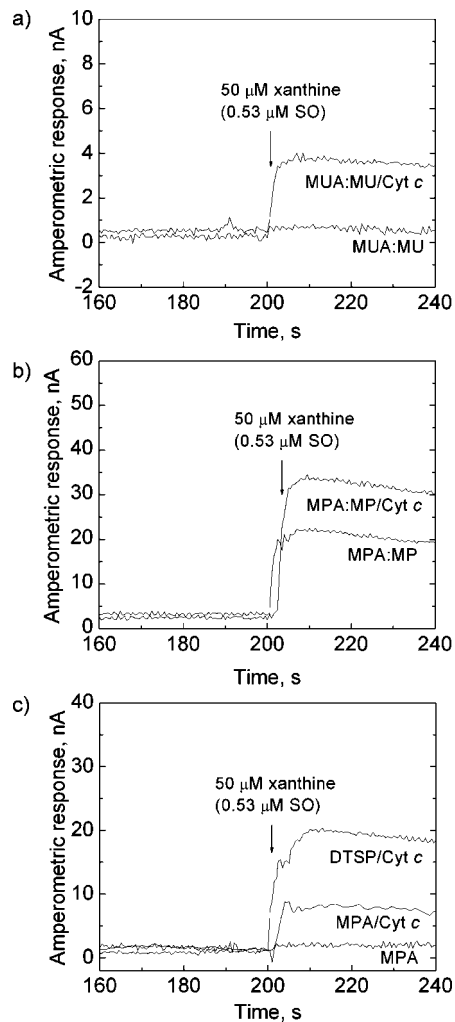 a)
Amperometric response, nA
10
8
6
4
2
0
-2
50 μM xanthine
(0.53 μM SO)
MUA:MU/Cyt c
MUA:MU
160 180 200 220 240
Time, s
b)
Amperometric response, nA
60
50
40
30
20
10
0
50 μM xanthine
(0.53 μM SO)
MPA:MP/Cyt c
MPA:MP
160 180 200 220 240
Time, s
c)
Amperometric response, nA
40
30
20
10
0
50 μM xanthine
(0.53 μM SO)
DTSP/Cyt c
MPA/Cyt c
MPA
160 180 200 220 240
Time, s